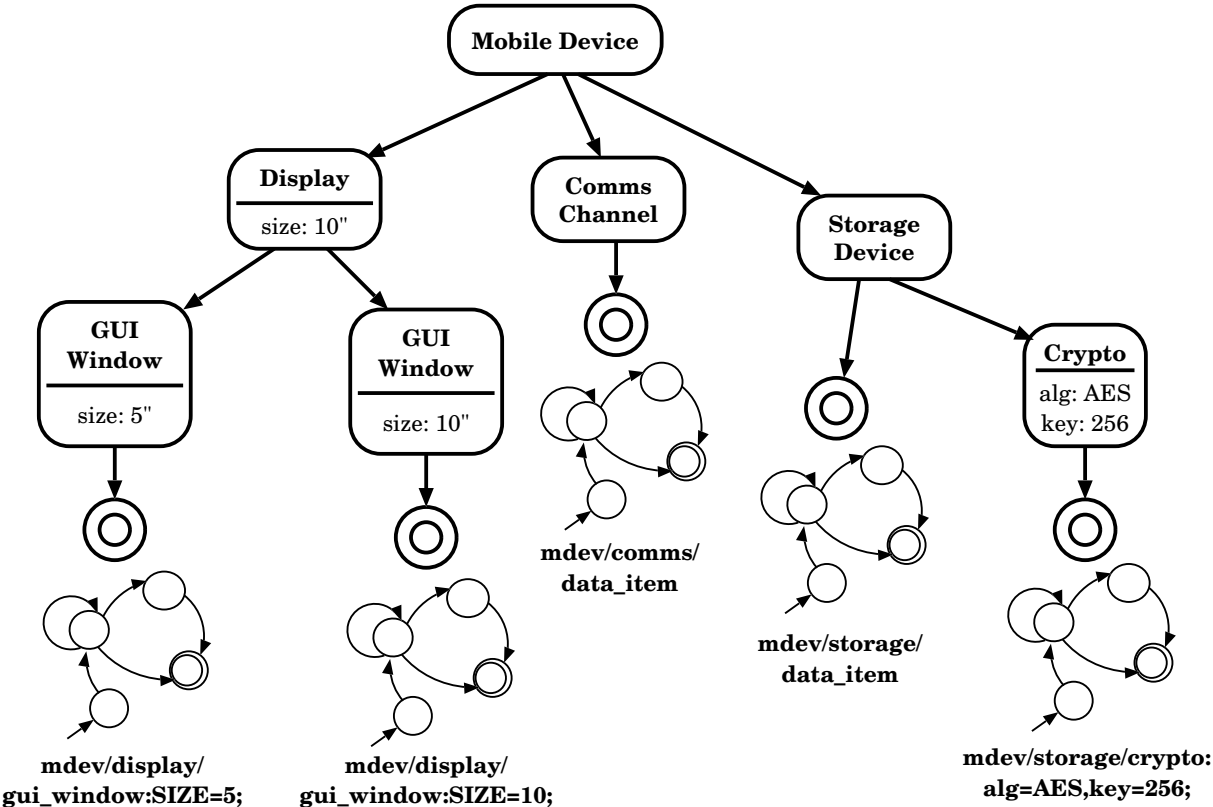 Mobile Device
Display
size: 10"
Comms
Channel
Storage
Device
GUI
Window
size: 5"
GUI
Window
size: 10"
Crypto
alg: AES
key: 256
mdev/comms/
data_item
mdev/storage/
data_item
mdev/display/
gui_window:SIZE=5;
mdev/display/
gui_window:SIZE=10;
mdev/storage/crypto:
alg=AES,key=256;